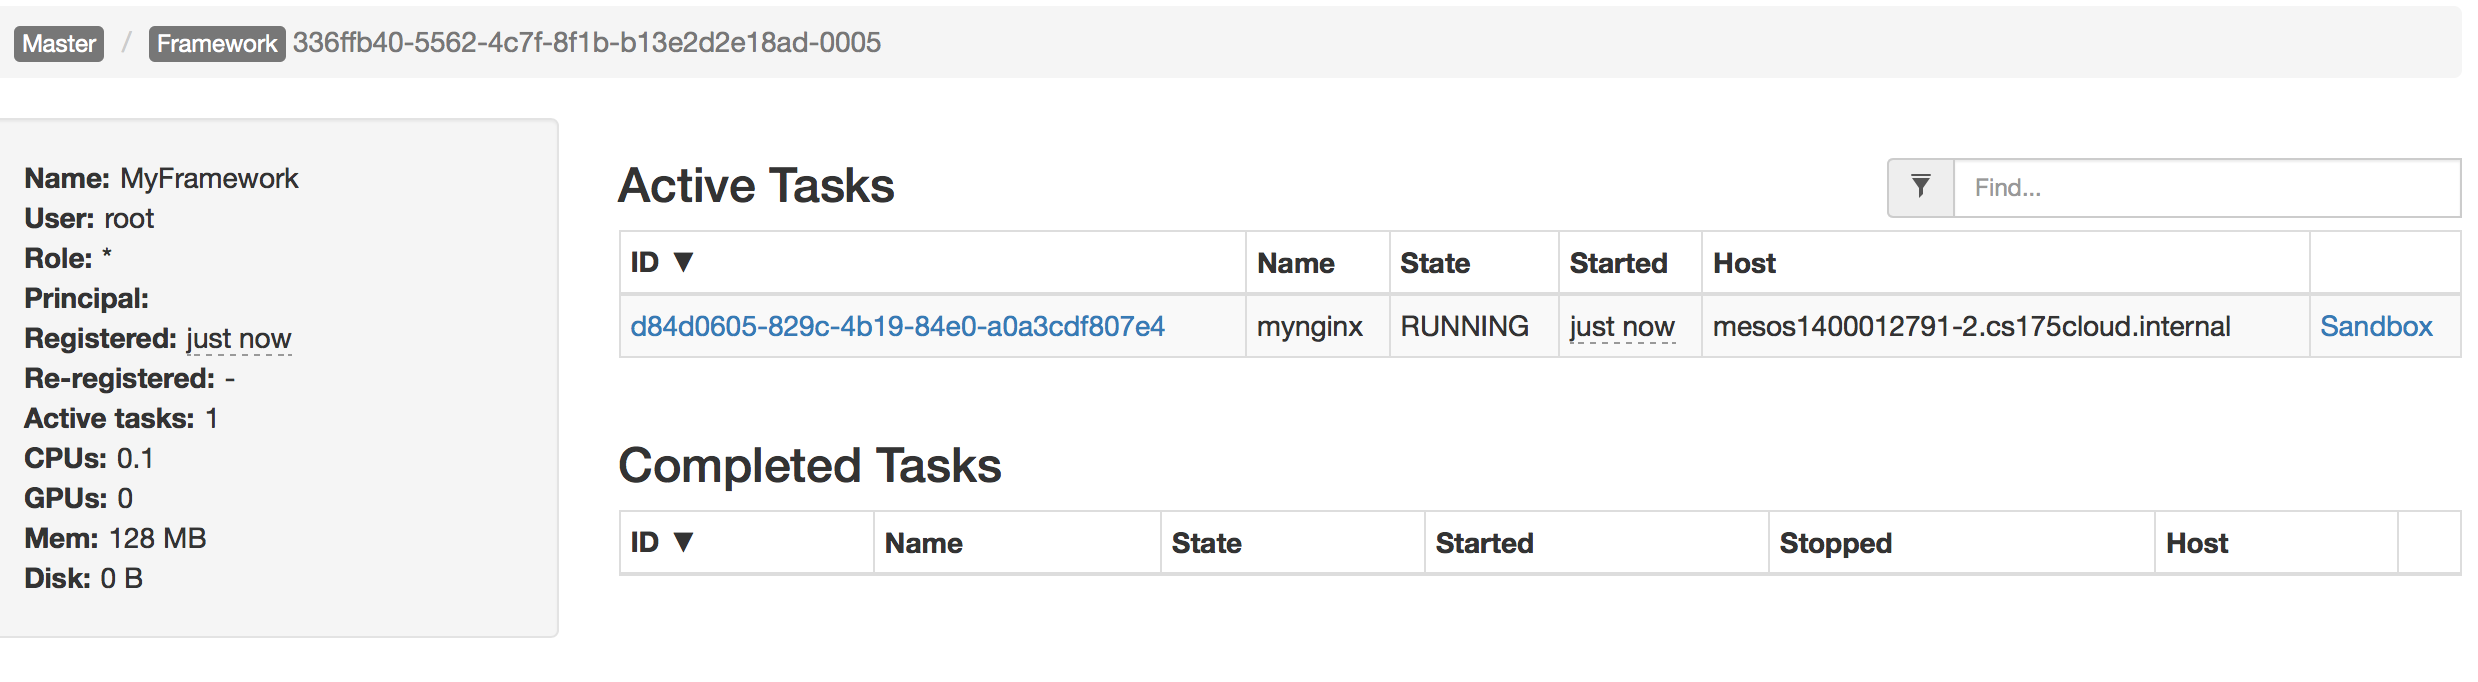 Master / Framework 336ffb40-5562-4c7f-8f1b-b13e2d2e18ad-0005
Name: MyFramework
User: root
Role: *
Principal:
Registered: just now
Re-registered: -
Active tasks: 1
CPUs: 0.1
GPUs: 0
Mem: 128 MB
Disk: 0 B
Active Tasks
Find...
ID ▼ Name State Started Host
d84d0605-829c-4b19-84e0-a0a3cdf807e4 mynginx RUNNING just now mesos1400012791-2.cs175cloud.internal Sandbox
Completed Tasks
ID ▼ Name State Started Stopped Host